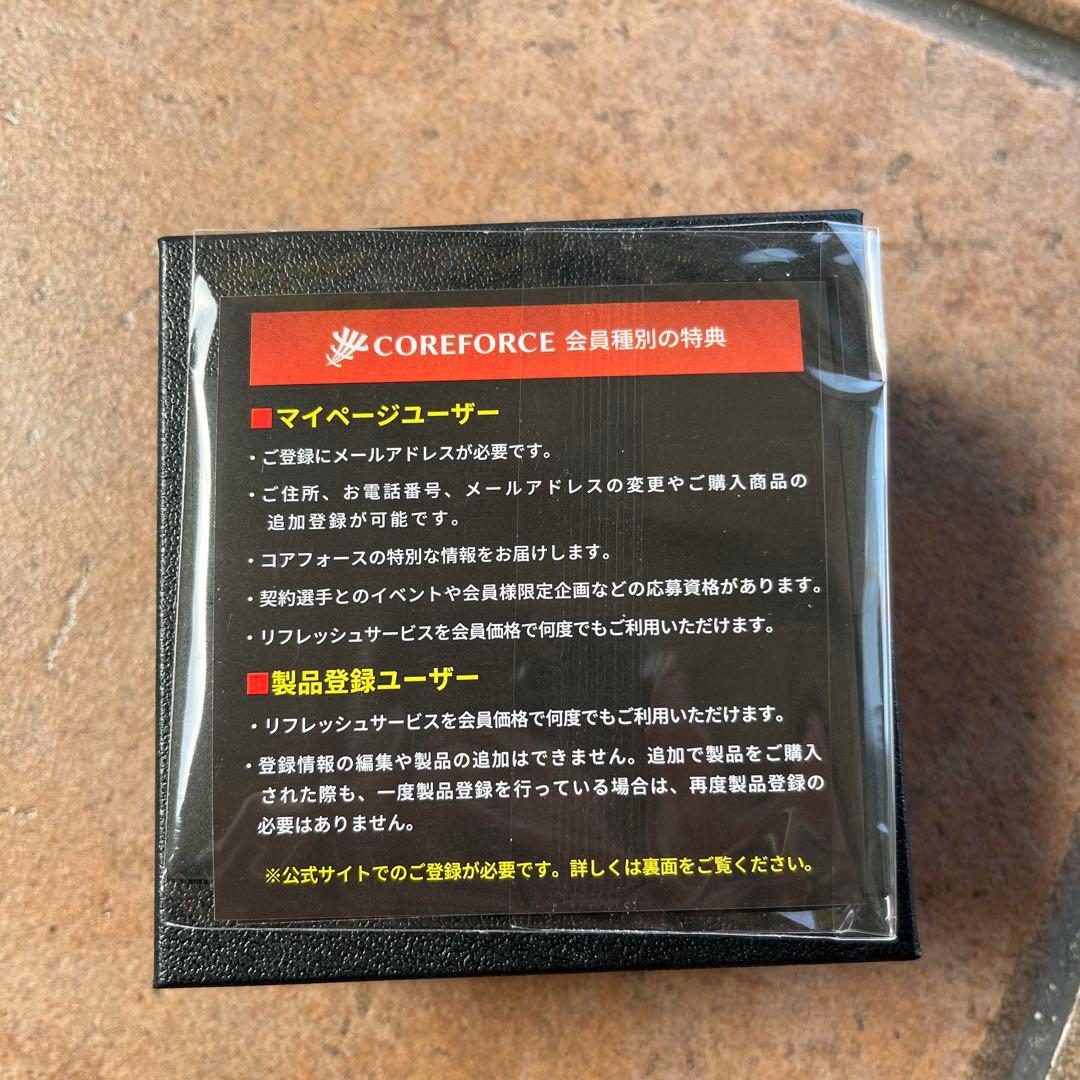 COREFORCE 会員種別の特典
■マイページユーザー
・ご登録にメールアドレスが必要です。
・ご住所、お電話番号、メールアドレスの変更やご購入商品の
追加登録が可能です。
・コアフォースの特別な情報をお届けします。
・契約選手とのイベントや会員様限定企画などの応募資格があります。
・リフレッシュサービスを会員価格で何度でもご利用いただけます。
■製品登録ユーザー
・リフレッシュサービスを会員価格で何度でもご利用いただけます。
・登録情報の編集や製品の追加はできません。追加で製品をご購入
された際も、一度製品登録を行っている場合は、再度製品登録の
必要はありません。
※公式サイトでのご登録が必要です。詳しくは裏面をご覧ください。